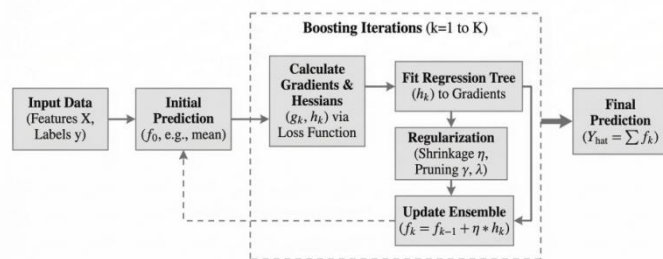 Boosting Iterations (k=1 to K)
Input Data
(Features X,
Labels y)
Initial
Prediction
(f₀, e.g., mean)
Calculate
Gradients &
Hessians
(gₖ, hₖ) via
Loss Function
Fit Regression Tree
(hₖ) to Gradients
Regularization
(Shrinkage η,
Pruning γ, λ)
Update Ensemble
(fₖ = fₖ₋₁ + η * hₖ)
Final
Prediction
(Y_hat = ∑ fₖ)